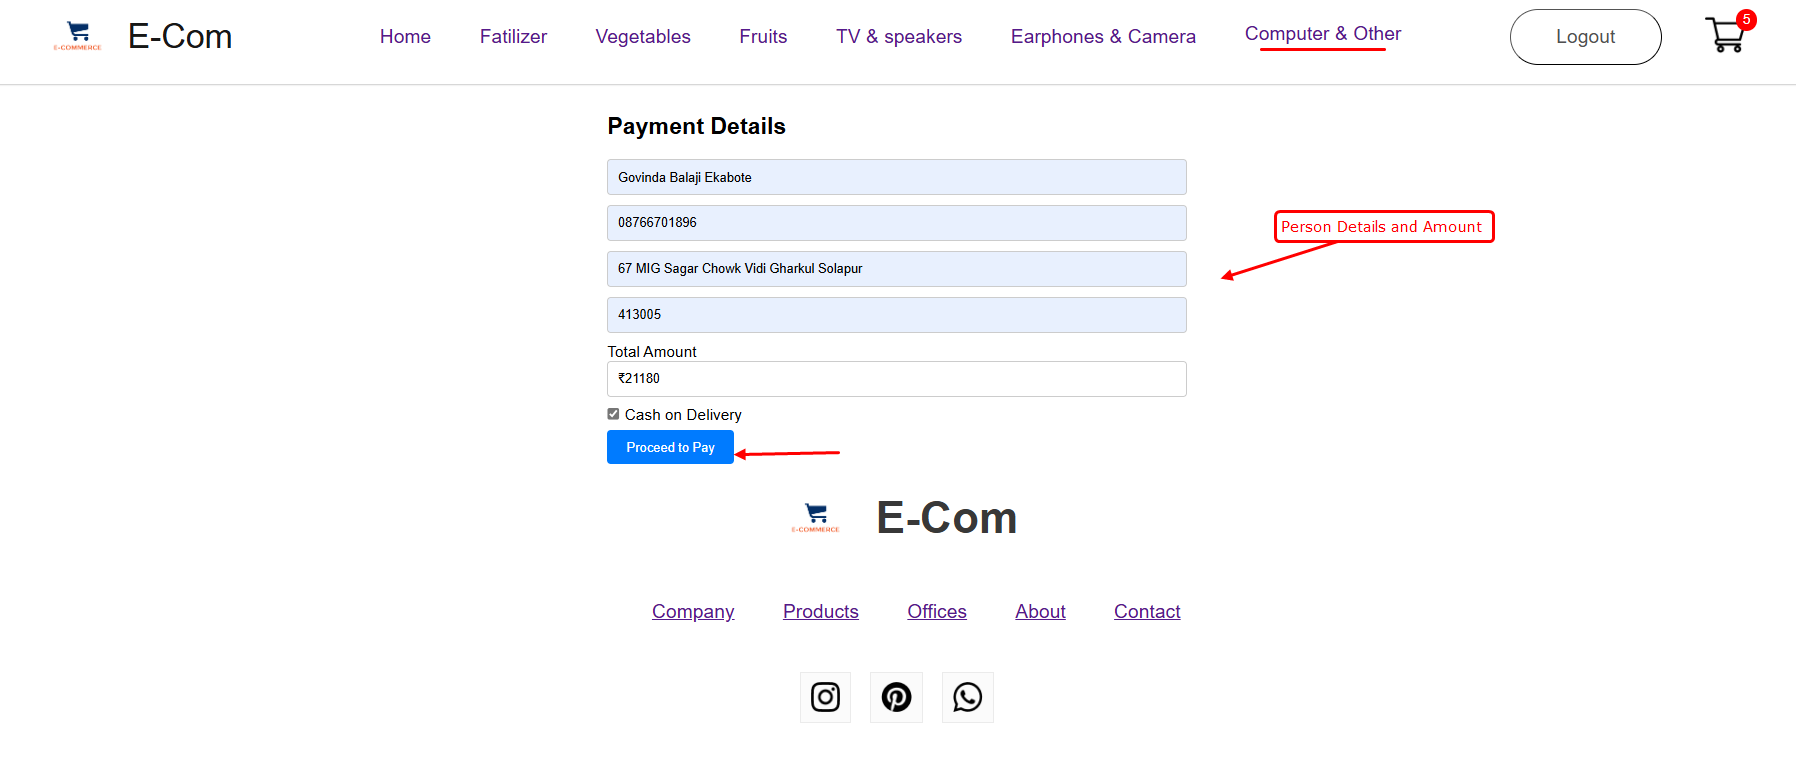 E-COMMERCE
E-Com
Home
Fatilizer
Vegetables
Fruits
TV & speakers
Earphones & Camera
Computer & Other
Logout
5
Payment Details
Govinda Balaji Ekabote
08766701896
67 MIG Sagar Chowk Vidi Gharkul Solapur
413005
Person Details and Amount
Total Amount
₹21180
Cash on Delivery
Proceed to Pay
E-COMMERCE
E-Com
Company
Products
Offices
About
Contact